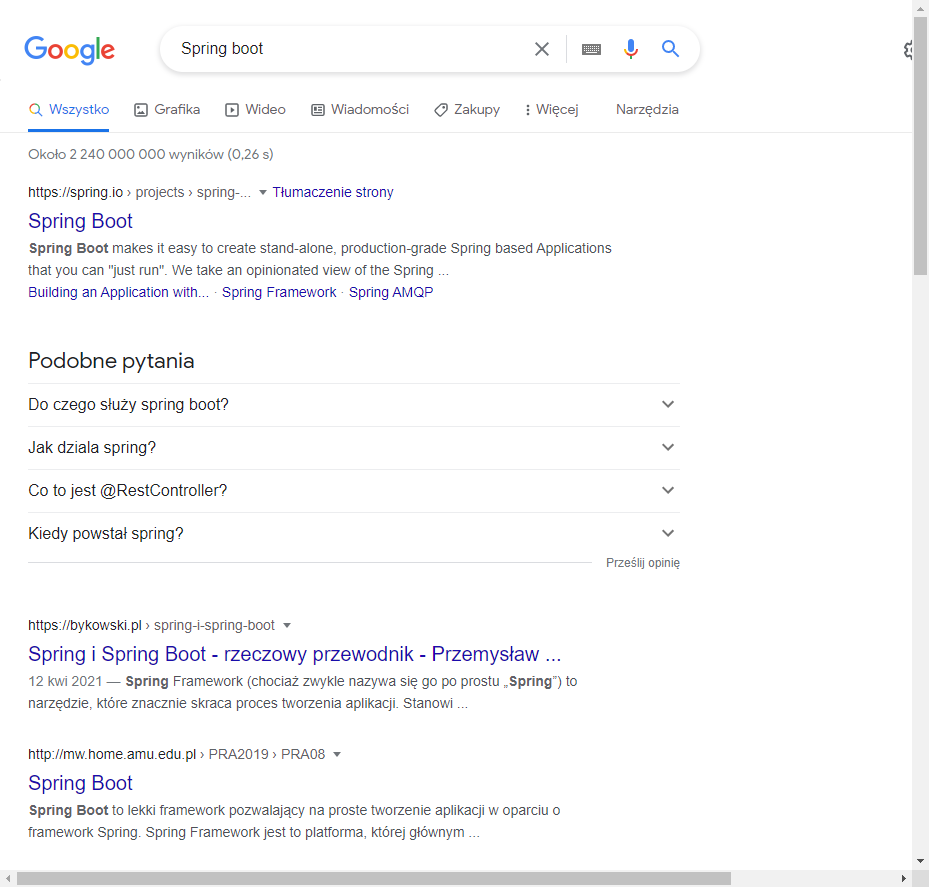 Google
Spring boot
Wszystko Grafika Wideo Wiadomości Zakupy Więcej Narzędzia
Około 2 240 000 000 wyników (0,26 s)
https://spring.io › projects › spring-... Tłumaczenie strony
Spring Boot
Spring Boot makes it easy to create stand-alone, production-grade Spring based Applications
that you can "just run". We take an opinionated view of the Spring ...
Building an Application with... · Spring Framework · Spring AMQP
Podobne pytania
Do czego służy spring boot?
Jak dziala spring?
Co to jest @RestController?
Kiedy powstał spring?
Prześlij opinię
https://bykowski.pl › spring-i-spring-boot
Spring i Spring Boot - rzeczowy przewodnik - Przemysław ...
12 kwi 2021 — Spring Framework (chociaż zwykle nazywa się go po prostu „Spring”) to
narzędzie, które znacznie skraca proces tworzenia aplikacji. Stanowi ...
http://mw.home.amu.edu.pl › PRA2019 › PRA08
Spring Boot
Spring Boot to lekki framework pozwalający na proste tworzenie aplikacji w oparciu o
framework Spring. Spring Framework jest to platforma, której głównym ...